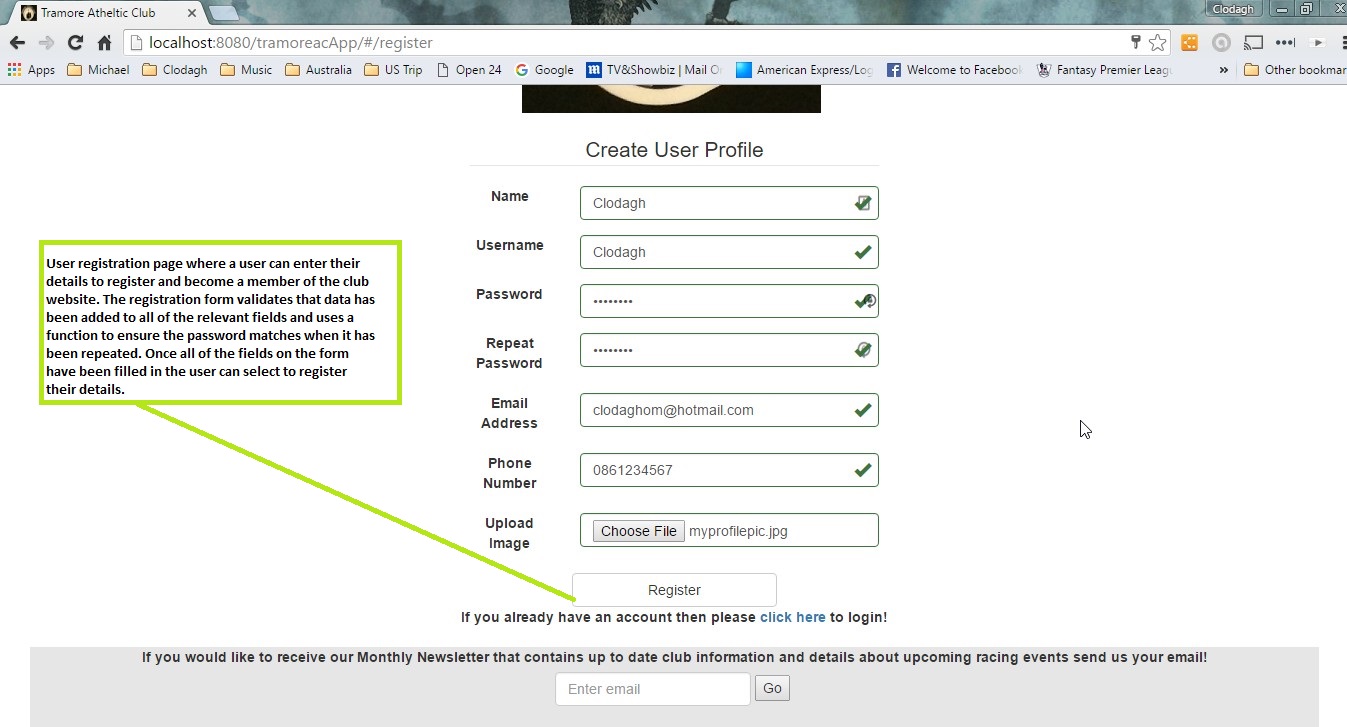 Tramore Atheltic Club
Clodagh
localhost:8080/tramoreacApp/#/register
Apps Michael Clodagh Music Australia US Trip Open 24 Google TV&Showbiz | Mail American Express/Log Welcome to Facebook Fantasy Premier » Other bookmar
Create User Profile
Name
Clodagh
Username
Clodagh
Password
••••••••
Repeat
Password
••••••••
Email
Address
clodaghom@hotmail.com
Phone
Number
0861234567
Upload
Image
Choose File myprofilepic.jpg
Register
If you already have an account then please click here to login!
User registration page where a user can enter their
details to register and become a member of the club
website. The registration form validates that data has
been added to all of the relevant fields and uses a
function to ensure the password matches when it has
been repeated. Once all of the fields on the form
have been filled in the user can select to register
their details.
If you would like to receive our Monthly Newsletter that contains up to date club information and details about upcoming racing events send us your email!
Enter email Go